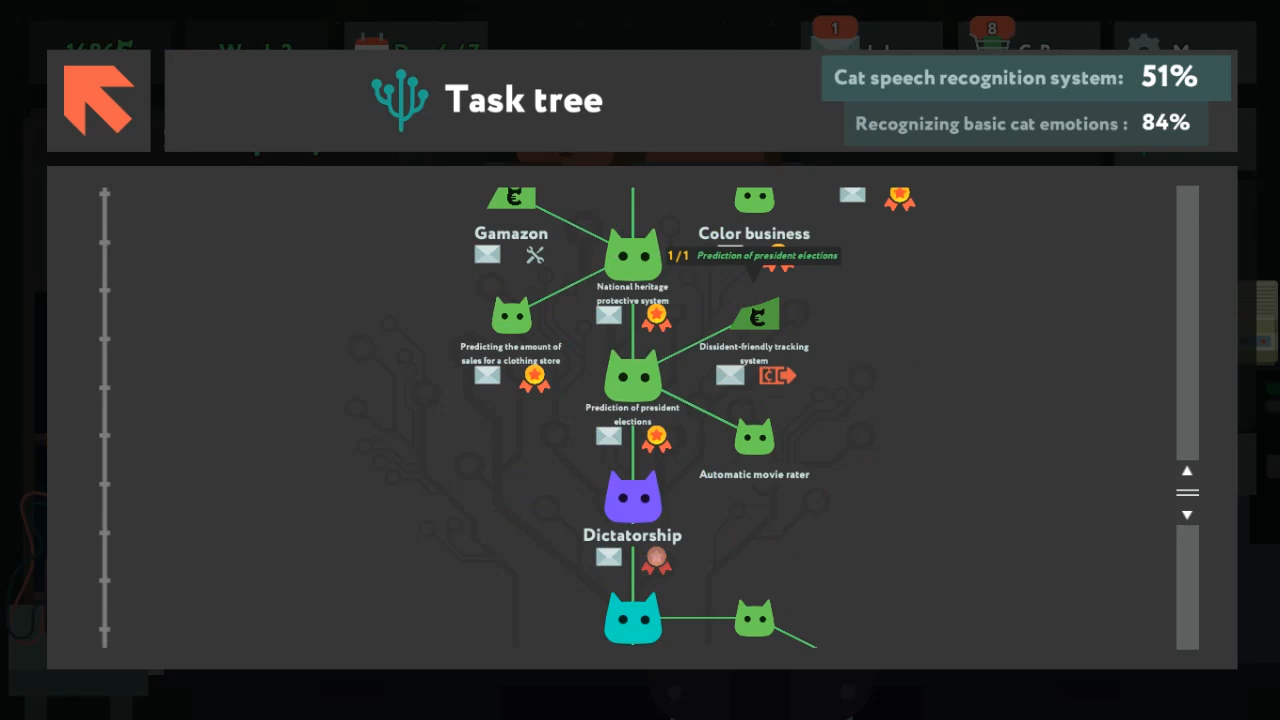 1
8
Task tree
Cat speech recognition system: 51%
Recognizing basic cat emotions : 84%
Gamazon
Color business
1/1 Prediction of president elections
National heritage
protective system
Predicting the amount of
sales for a clothing store
Dissident-friendly tracking
system
Prediction of president
elections
Automatic movie rater
Dictatorship